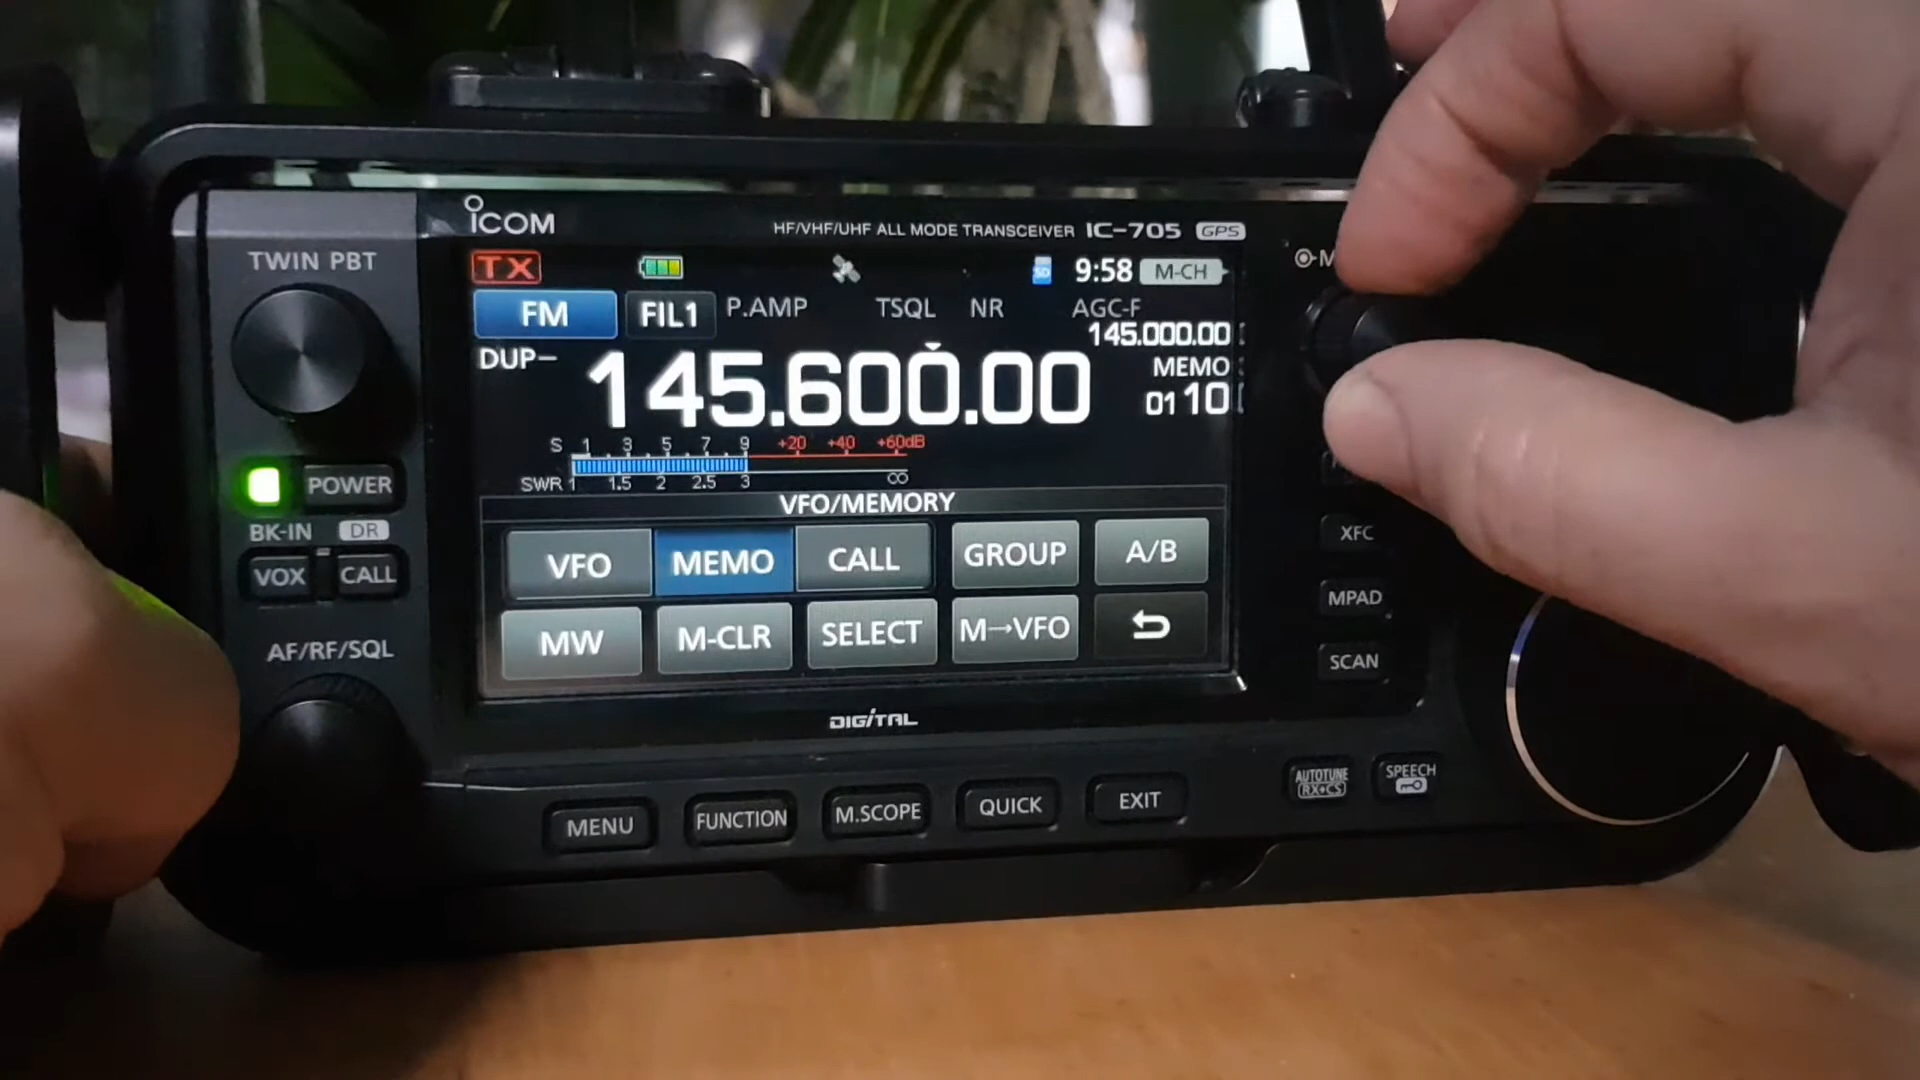 ICOM
HF/VHF/UHF ALL MODE TRANSCEIVER IC-705 GPS
TWIN PBT
TX
SD
9:58 M-CH
FM FIL1 P.AMP TSQL NR AGC-F
145.000.00
DUP- 145.600.00
MEMO
01 10
S 1 3 5 7 9 +20 +40 +60dB
SWR 1 1.5 2 2.5 3 ∞
POWER
BK-IN DR
VOX CALL
AF/RF/SQL
VFO/MEMORY
VFO MEMO CALL GROUP A/B
MW M-CLR SELECT M→VFO
XFC
MPAD
SCAN
DIGITAL
MENU FUNCTION M.SCOPE QUICK EXIT
AUTOTUNE
RX→CS
SPEECH